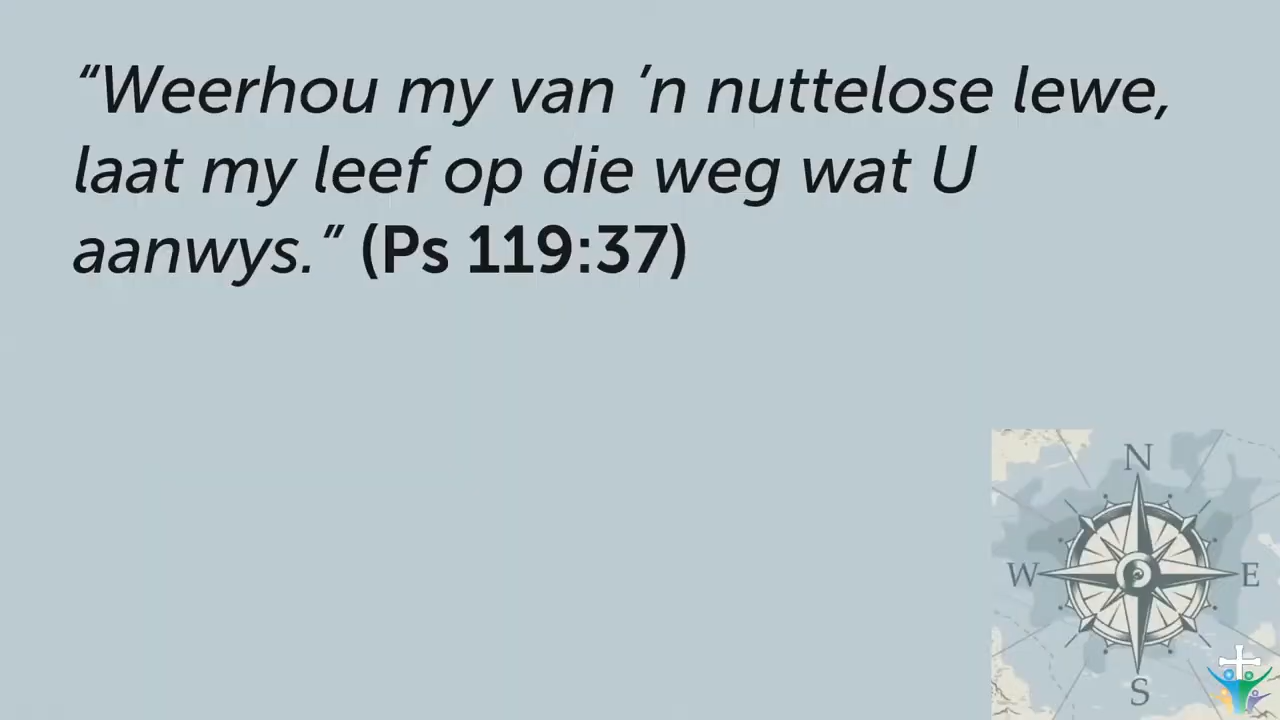 “Weerhou my van ’n nuttelose lewe,
laat my leef op die weg wat U
aanwys.” (Ps 119:37)
N
W E
S